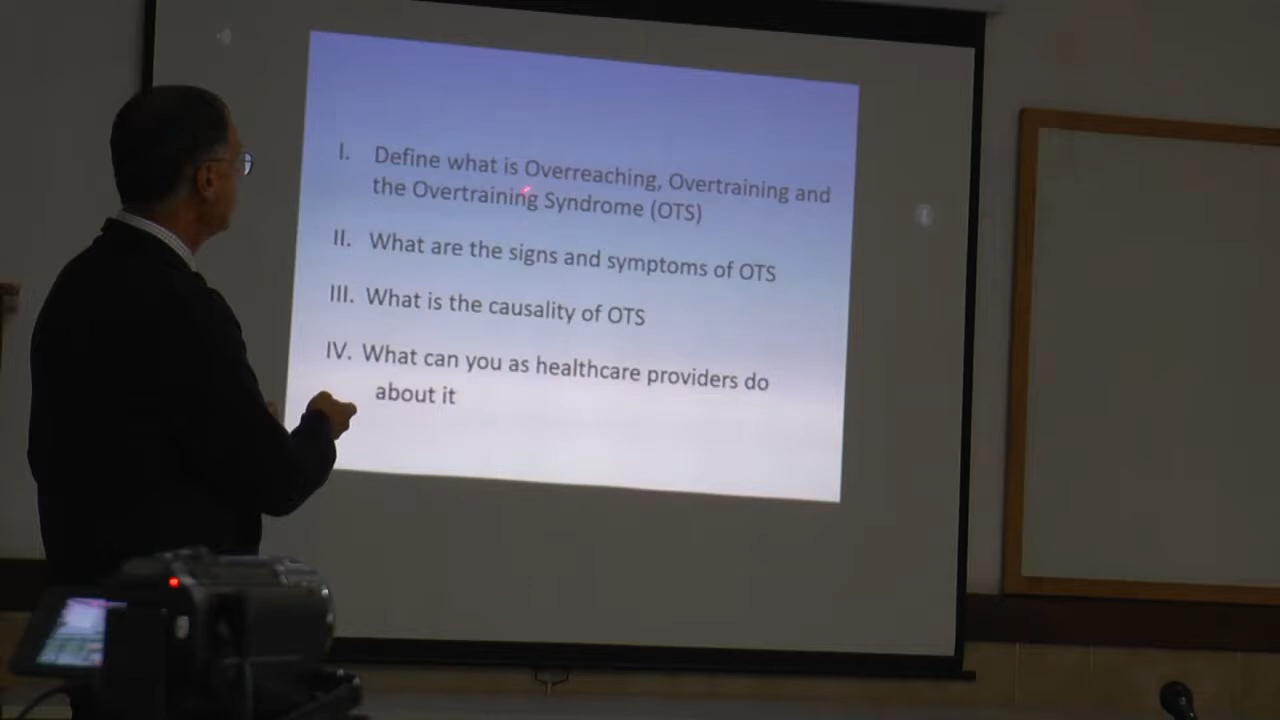 I. Define what is Overreaching, Overtraining and
the Overtraining Syndrome (OTS)
II. What are the signs and symptoms of OTS
III. What is the causality of OTS
IV. What can you as healthcare providers do
about it